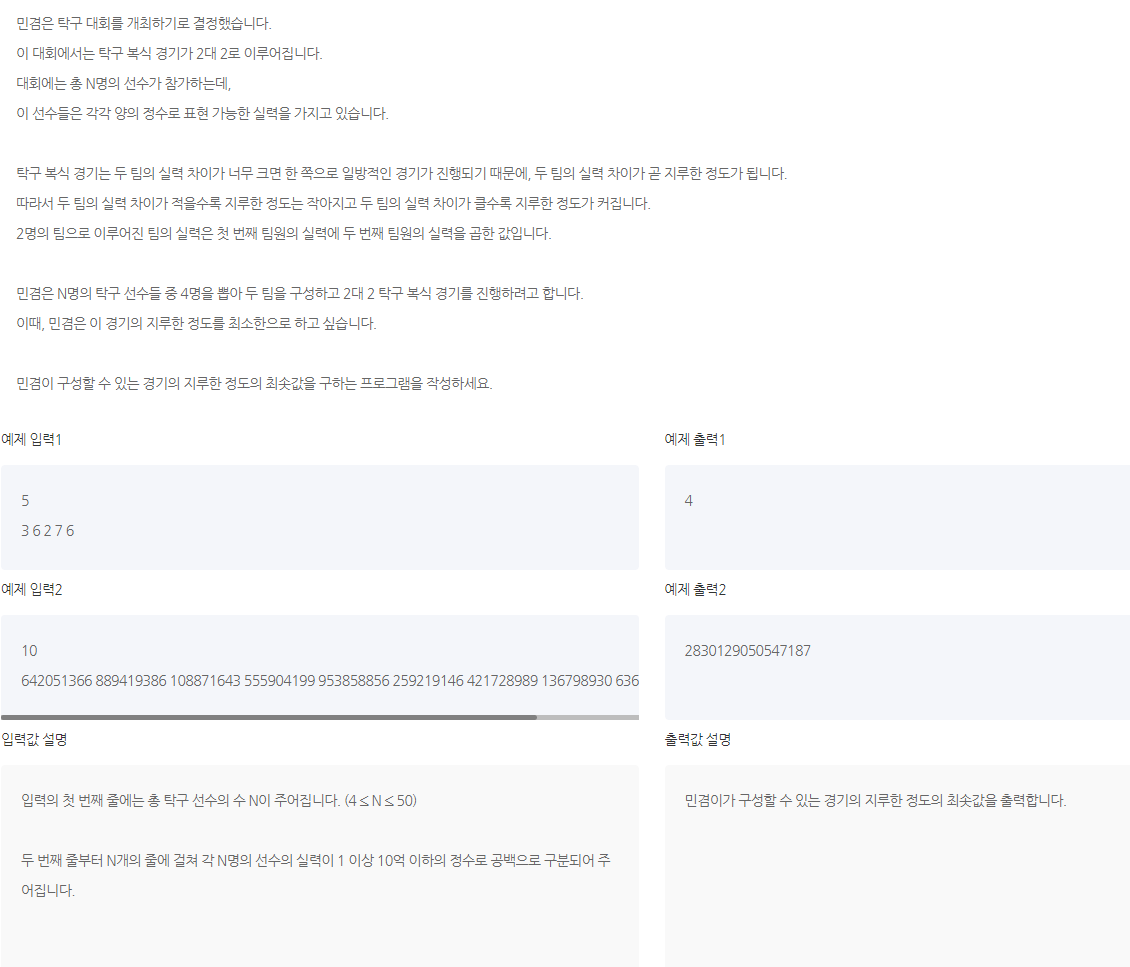 민겸은 탁구 대회를 개최하기로 결정했습니다.
이 대회에서는 탁구 복식 경기가 2대 2로 이루어집니다.
대회에는 총 N명의 선수가 참가하는데,
이 선수들은 각각 양의 정수로 표현 가능한 실력을 가지고 있습니다.
탁구 복식 경기는 두 팀의 실력 차이가 너무 크면 한 쪽으로 일방적인 경기가 진행되기 때문에, 두 팀의 실력 차이가 곧 지루한 정도가 됩니다.
따라서 두 팀의 실력 차이가 적을수록 지루한 정도는 작아지고 두 팀의 실력 차이가 클수록 지루한 정도가 커집니다.
2명의 팀으로 이루어진 팀의 실력은 첫 번째 팀원의 실력에 두 번째 팀원의 실력을 곱한 값입니다.
민겸은 N명의 탁구 선수들 중 4명을 뽑아 두 팀을 구성하고 2대 2 탁구 복식 경기를 진행하려고 합니다.
이때, 민겸은 이 경기의 지루한 정도를 최소한으로 하고 싶습니다.
민겸이 구성할 수 있는 경기의 지루한 정도의 최솟값을 구하는 프로그램을 작성하세요.
예제 입력1
5
3 6 2 7 6
예제 출력1
4
예제 입력2
10
642051366 889419386 108871643 555904199 953858856 259219146 421728989 136798930 636
예제 출력2
2830129050547187
입력값 설명
입력의 첫 번째 줄에는 총 탁구 선수의 수 N이 주어집니다. (4 ≤ N ≤ 50)
두 번째 줄부터 N개의 줄에 걸쳐 각 N명의 선수의 실력이 1 이상 10억 이하의 정수로 공백으로 구분되어 주
어집니다.
출력값 설명
민겸이가 구성할 수 있는 경기의 지루한 정도의 최솟값을 출력합니다.